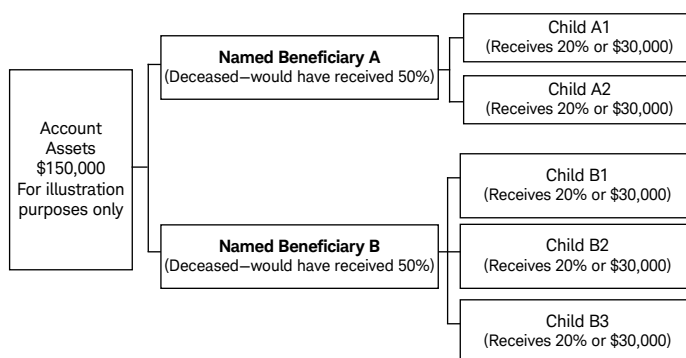 Account
Assets
$150,000
For illustration
purposes only
Named Beneficiary A
(Deceased—would have received 50%)
Child A1
(Receives 20% or $30,000)
Child A2
(Receives 20% or $30,000)
Named Beneficiary B
(Deceased—would have received 50%)
Child B1
(Receives 20% or $30,000)
Child B2
(Receives 20% or $30,000)
Child B3
(Receives 20% or $30,000)